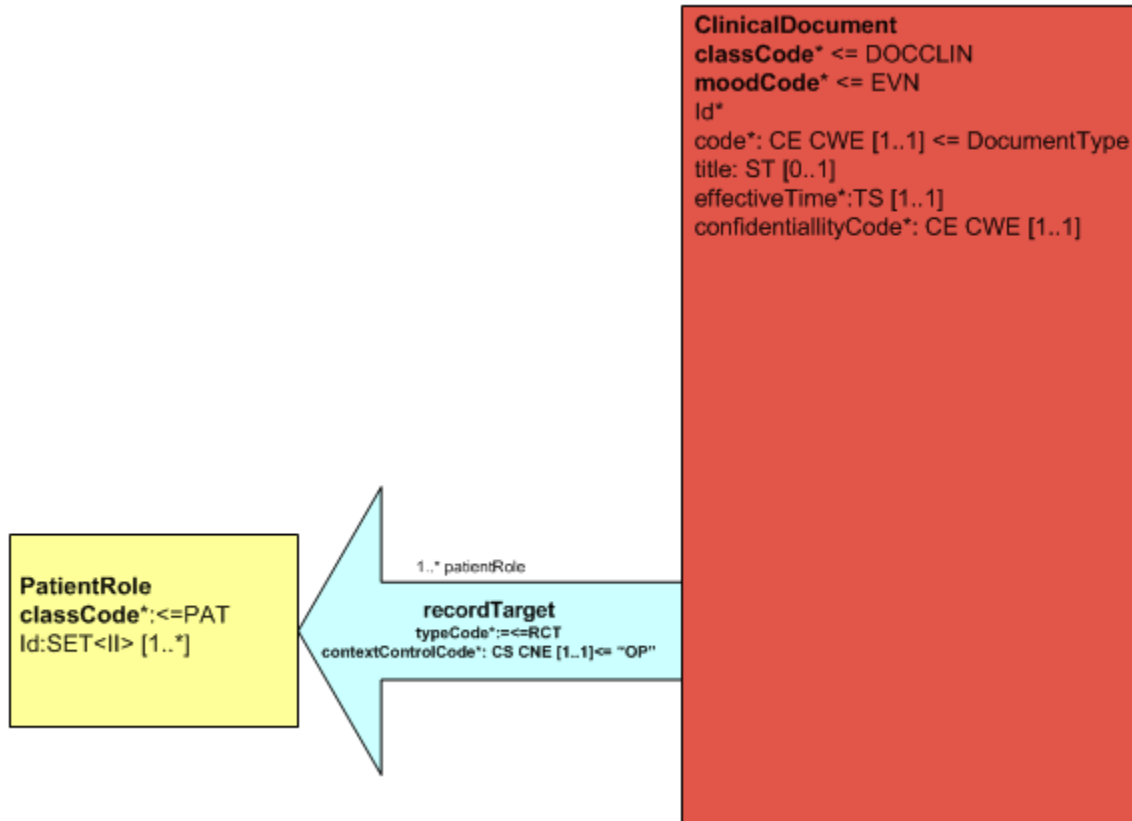 ClinicalDocument
classCode* <= DOCCLIN
moodCode* <= EVN
Id*
code*: CE CWE [1..1] <= DocumentType
title: ST [0..1]
effectiveTime*:TS [1..1]
confidentiallityCode*: CE CWE [1..1]
1..* patientRole
recordTarget
typeCode*:=<=RCT
contextControlCode*: CS CNE [1..1]<= “OP”
PatientRole
classCode*:<=PAT
Id:SET<II> [1..*]